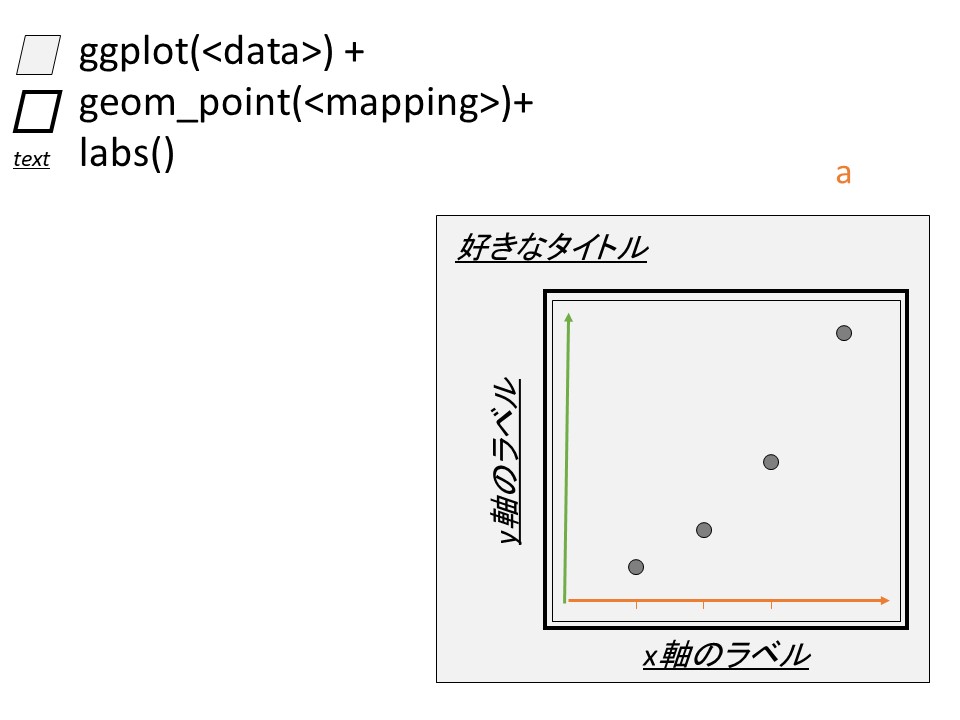 ggplot(<data>) +
geom_point(<mapping>)+
text labs()
a
好きなタイトル
y軸のラベル
x軸のラベル